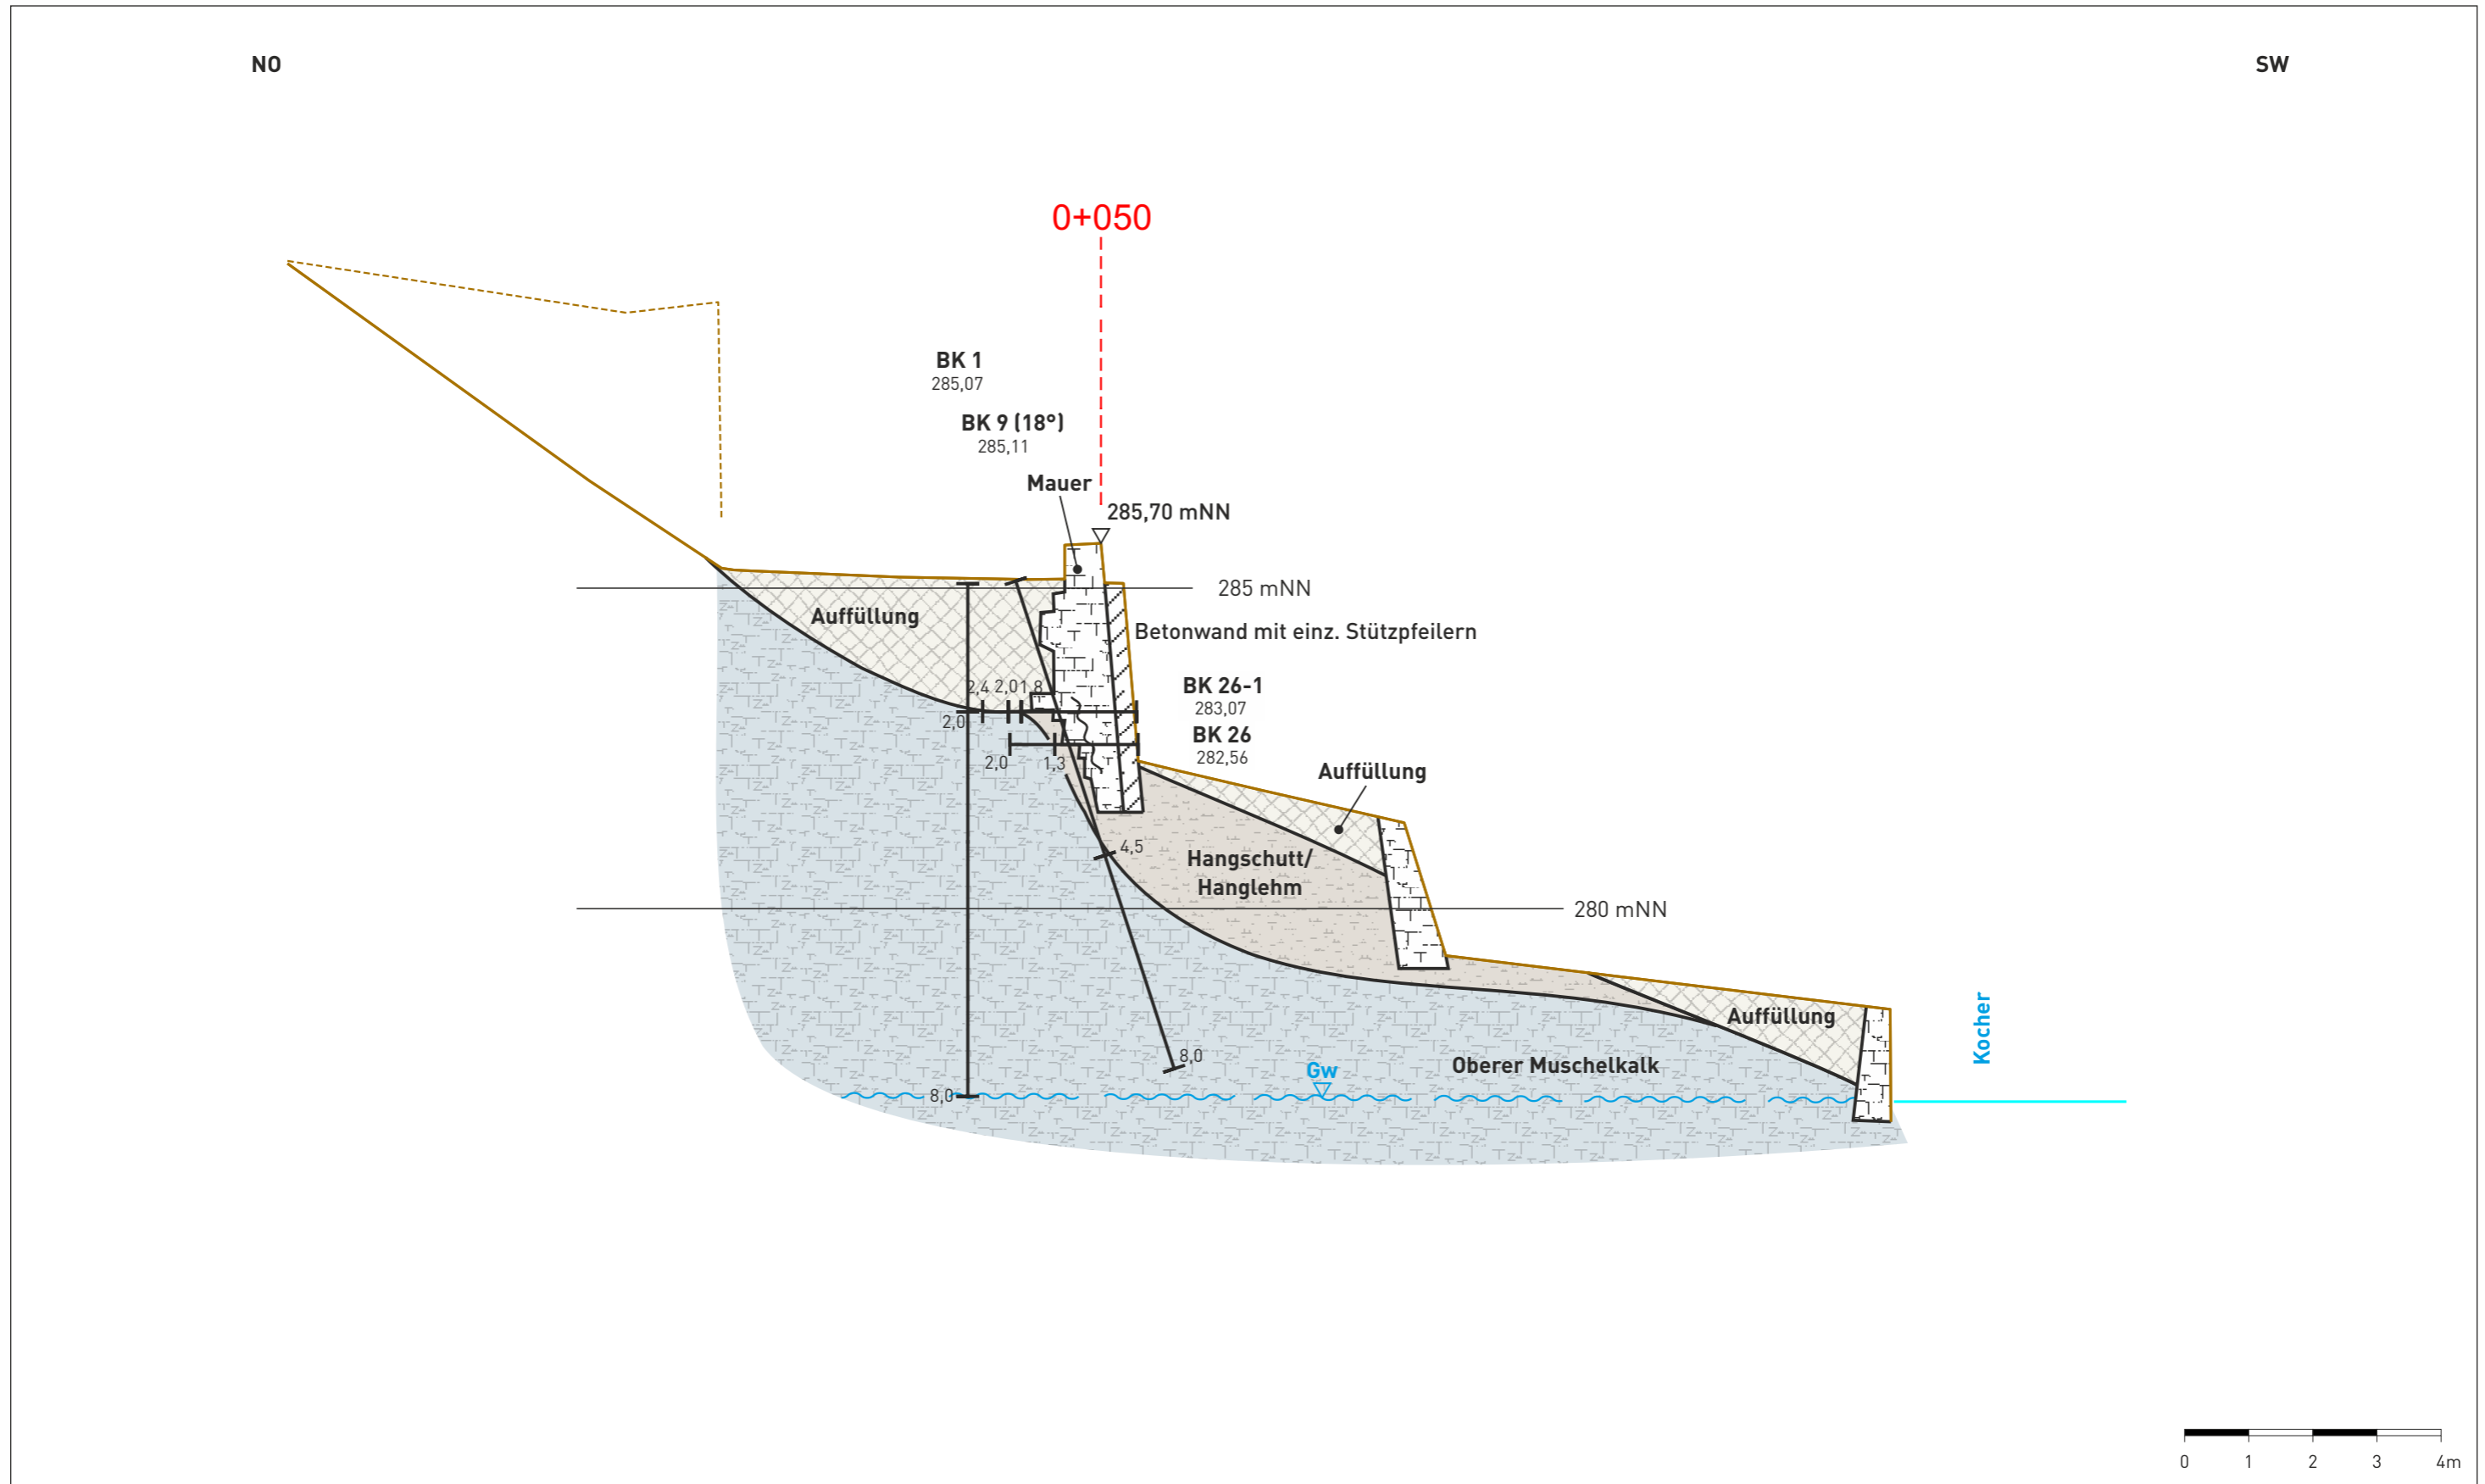 NO
SW
0+050
BK 1
285,07
BK 9 (18°)
285,11
Mauer
285,70 mNN
285 mNN
Auffüllung
Betonwand mit einz. Stützpfeilern
2,4 2,0 1,8
2,0
BK 26-1
283,07
BK 26
282,56
2,0
1,3
Auffüllung
4,5
Hangschutt/
Hanglehm
280 mNN
Kocher
Auffüllung
8,0
Oberer Muschelkalk
Gw
8,0
0 1 2 3 4m